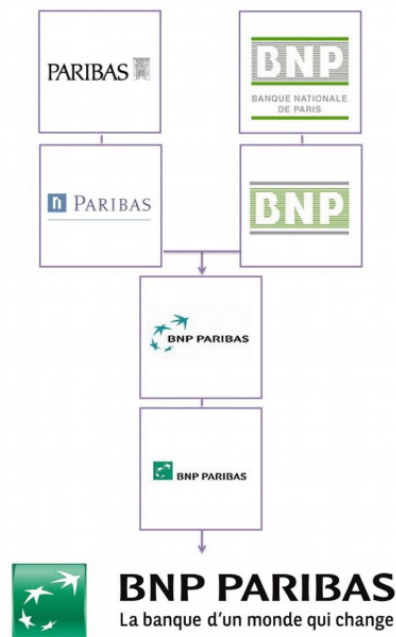 PARIBAS
BNP
BANQUE NATIONALE
DE PARIS
PARIBAS
BNP
BNP PARIBAS
BNP PARIBAS
BNP PARIBAS
La banque d'un monde qui change